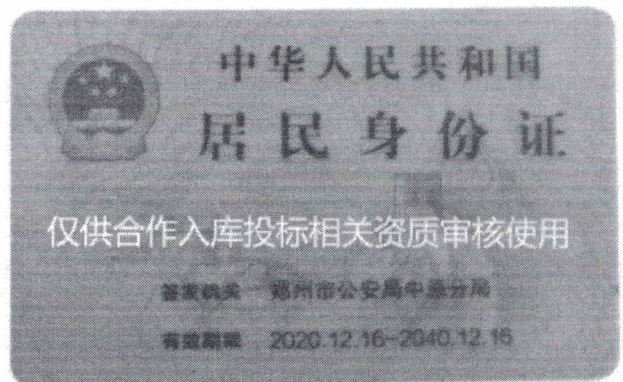 中华人民共和国
居民身份证
仅供合作入库投标相关资质审核使用
签发机关 郑州市公安局中原分局
有效期限 2020.12.16-2040.12.16